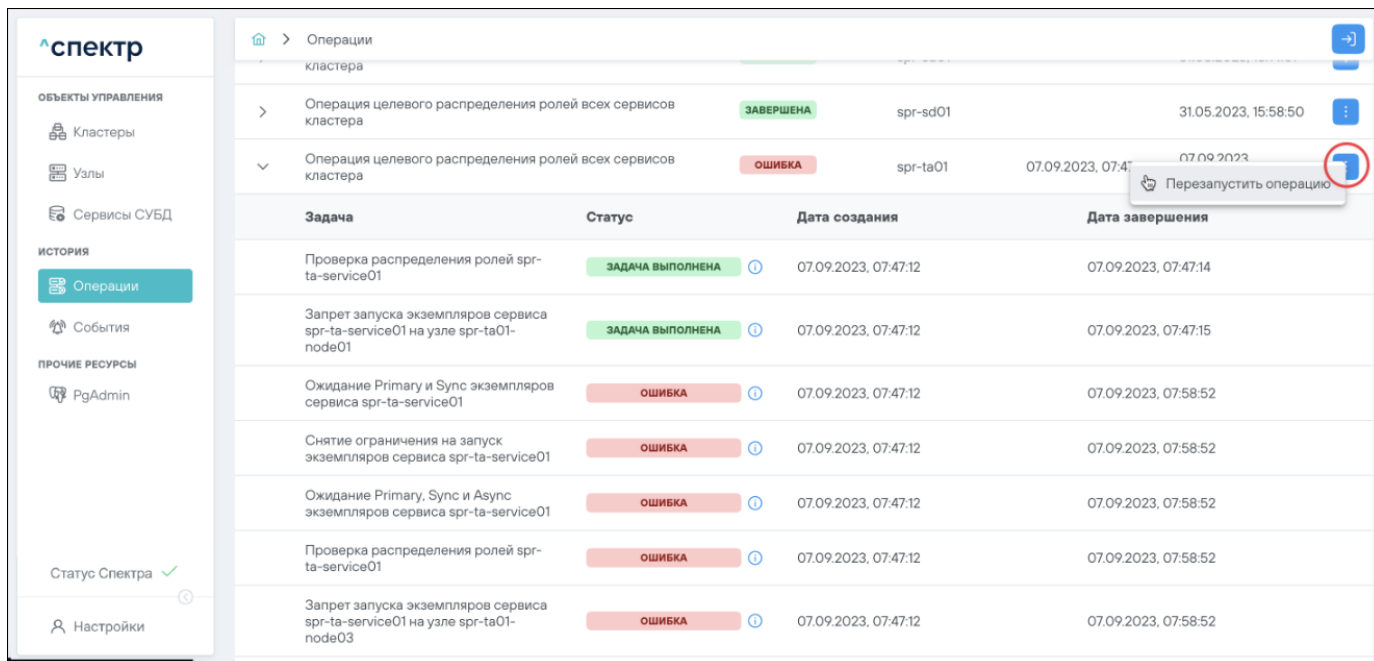 ^спектр
Операции
кластера
ОБЪЕКТЫ УПРАВЛЕНИЯ
Кластеры
Узлы
Сервисы СУБД
ИСТОРИЯ
Операции
События
ПРОЧИЕ РЕСУРСЫ
PgAdmin
Статус Спектра
Настройки
Операция целевого распределения ролей всех сервисов
кластера
ЗАВЕРШЕНА
spr-sd01
31.05.2023, 15:58:50
Операция целевого распределения ролей всех сервисов
кластера
ОШИБКА
spr-ta01
07.09.2023, 07:47
07.09.2023
Перезапустить операцию
Задача Статус Дата создания Дата завершения
Проверка распределения ролей spr-
ta-service01
ЗАДАЧА ВЫПОЛНЕНА
07.09.2023, 07:47:12
07.09.2023, 07:47:14
Запрет запуска экземпляров сервиса
spr-ta-service01 на узле spr-ta01-
node01
ЗАДАЧА ВЫПОЛНЕНА
07.09.2023, 07:47:12
07.09.2023, 07:47:15
Ожидание Primary и Sync экземпляров
сервиса spr-ta-service01
ОШИБКА
07.09.2023, 07:47:12
07.09.2023, 07:58:52
Снятие ограничения на запуск
экземпляров сервиса spr-ta-service01
ОШИБКА
07.09.2023, 07:47:12
07.09.2023, 07:58:52
Ожидание Primary, Sync и Async
экземпляров сервиса spr-ta-service01
ОШИБКА
07.09.2023, 07:47:12
07.09.2023, 07:58:52
Проверка распределения ролей spr-
ta-service01
ОШИБКА
07.09.2023, 07:47:12
07.09.2023, 07:58:52
Запрет запуска экземпляров сервиса
spr-ta-service01 на узле spr-ta01-
node03
ОШИБКА
07.09.2023, 07:47:12
07.09.2023, 07:58:52